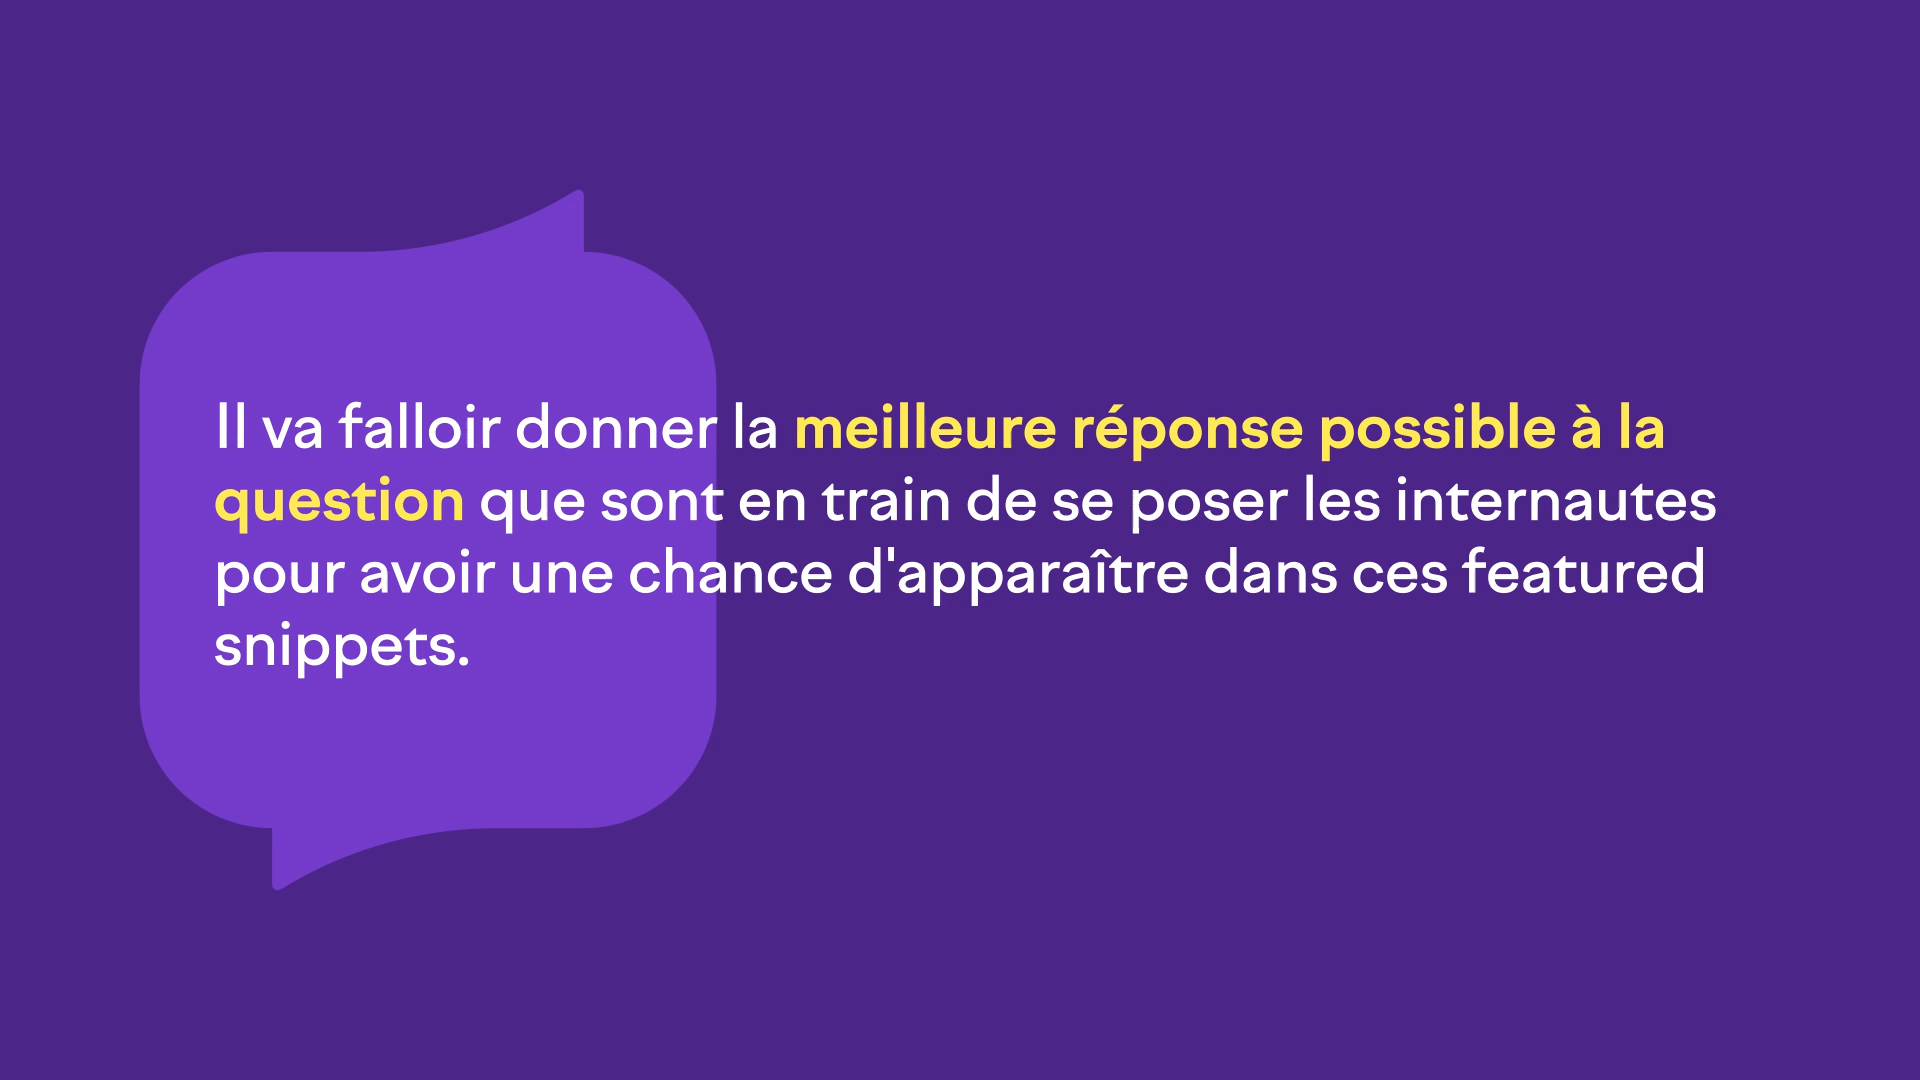 Il va falloir donner la meilleure réponse possible à la
question que sont en train de se poser les internautes
pour avoir une chance d'apparaître dans ces featured
snippets.